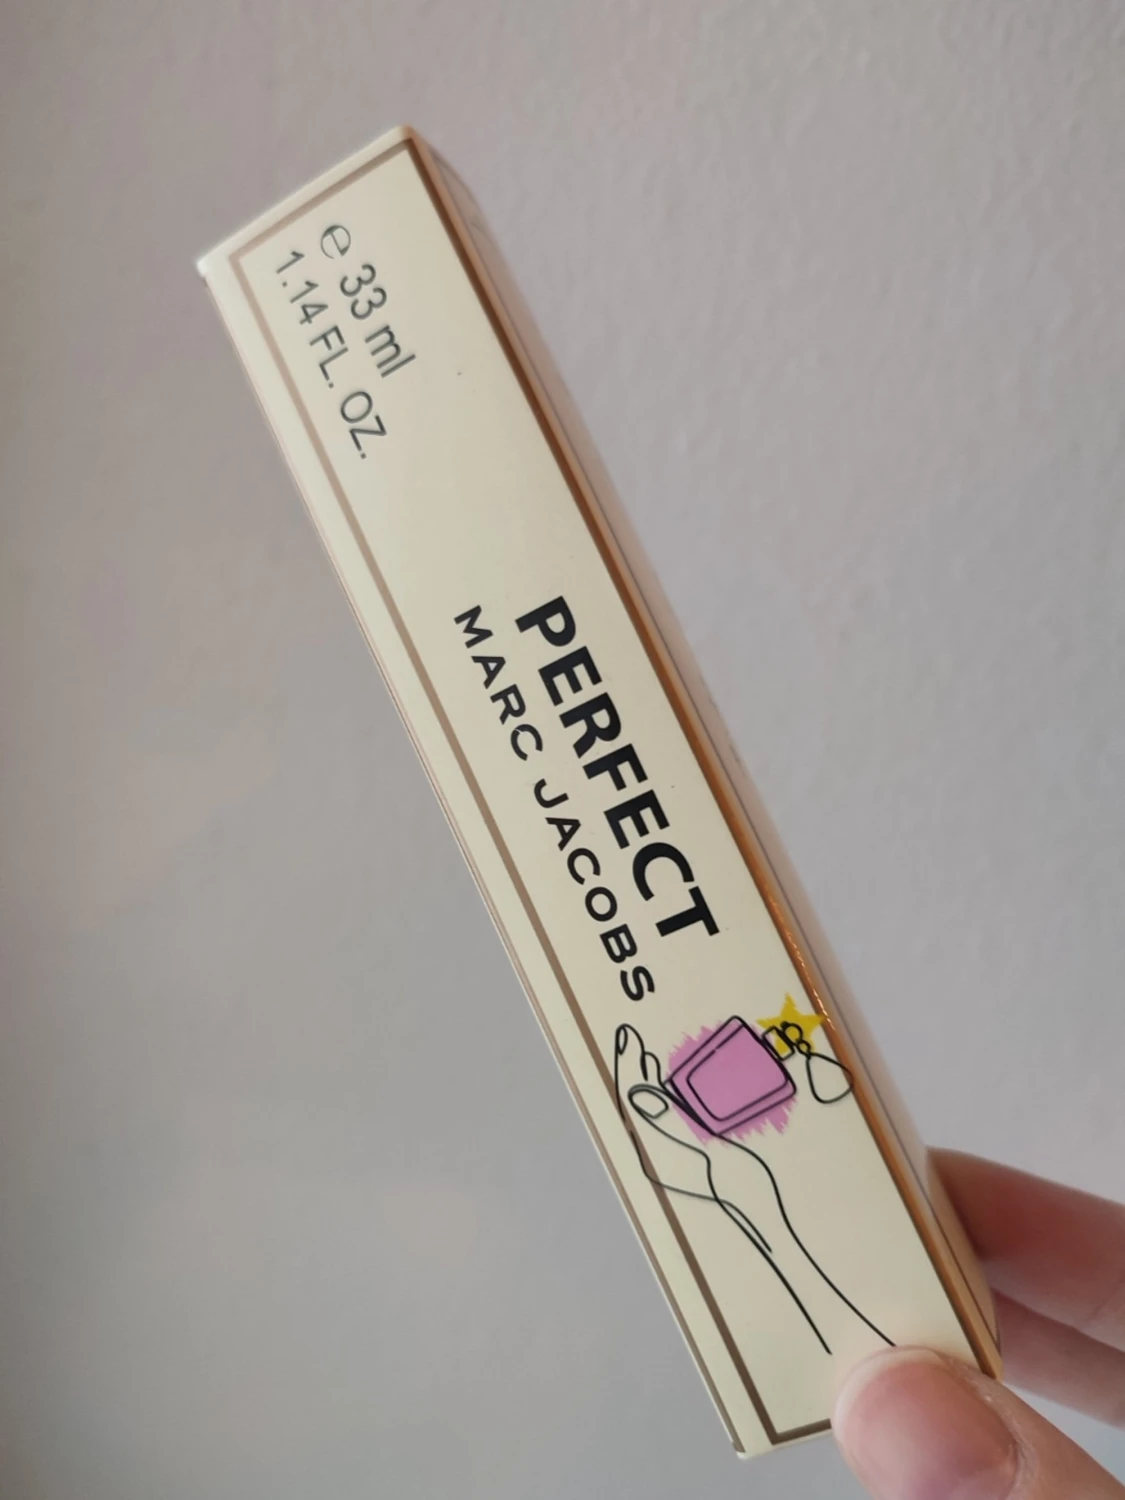 ℮ 33 ml
1.14 FL. OZ.
PERFECT
MARC JACOBS